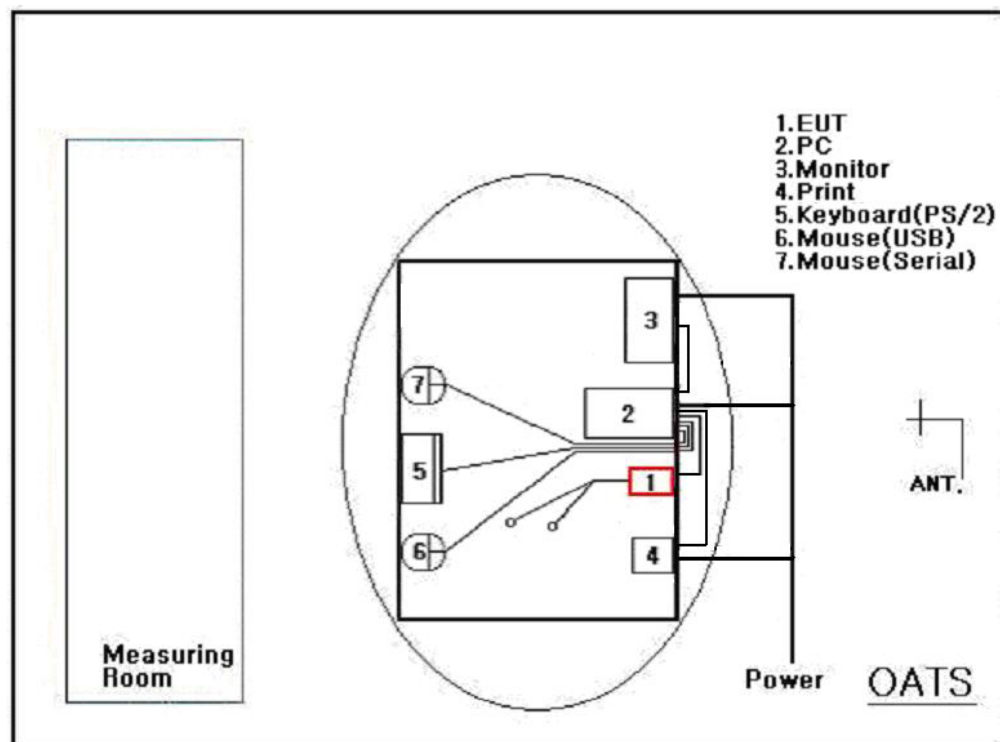 1.EUT
2.PC
3.Monitor
4.Print
5.Keyboard(PS/2)
6.Mouse(USB)
7.Mouse(Serial)
3
7
2
5
1
ANT.
6
4
Measuring
Room
Power
OATS